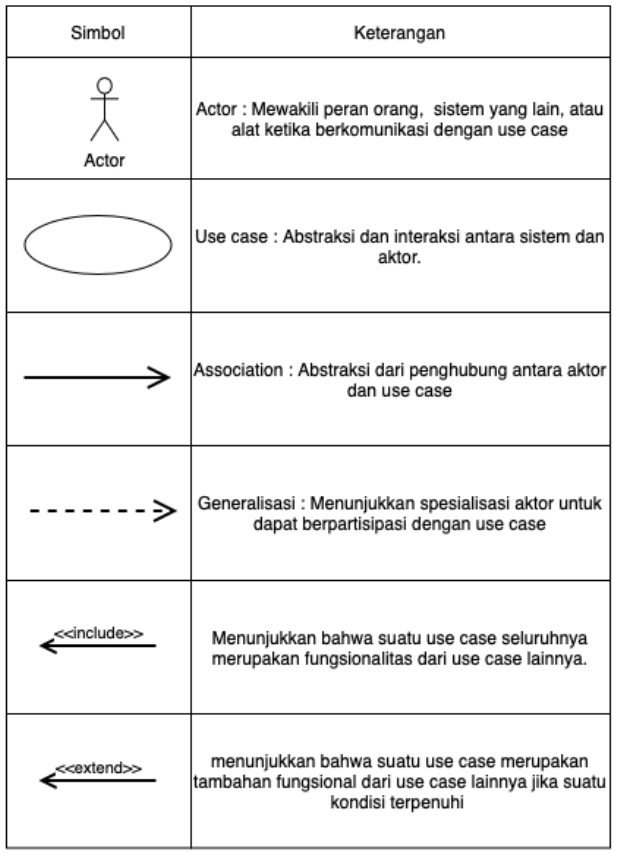 Simbol
Keterangan
Actor
Actor : Mewakili peran orang, sistem yang lain, atau
alat ketika berkomunikasi dengan use case
Use case : Abstraksi dan interaksi antara sistem dan
aktor.
Association : Abstraksi dari penghubung antara aktor
dan use case
Generalisasi : Menunjukkan spesialisasi aktor untuk
dapat berpartisipasi dengan use case
<<include>>
Menunjukkan bahwa suatu use case seluruhnya
merupakan fungsionalitas dari use case lainnya.
<<extend>>
menunjukkan bahwa suatu use case merupakan
tambahan fungsional dari use case lainnya jika suatu
kondisi terpenuhi